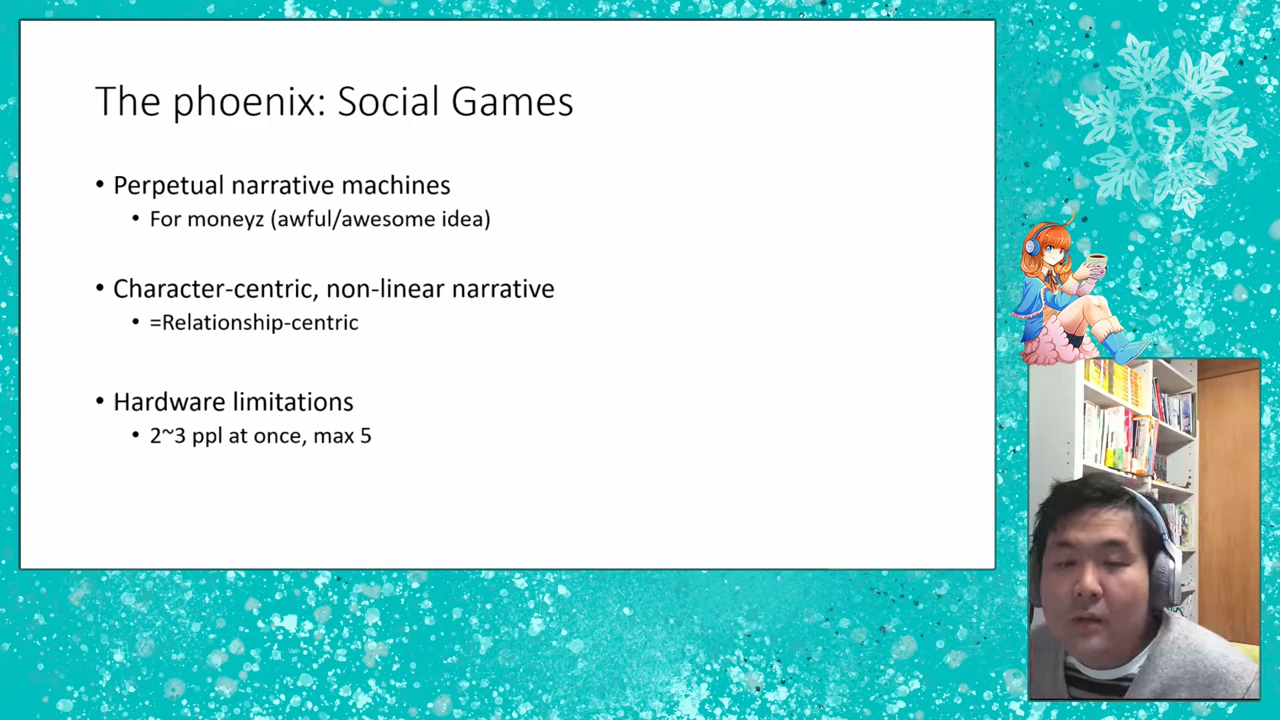 The phoenix: Social Games
• Perpetual narrative machines
• For moneyz (awful/awesome idea)
• Character-centric, non-linear narrative
• =Relationship-centric
• Hardware limitations
• 2~3 ppl at once, max 5